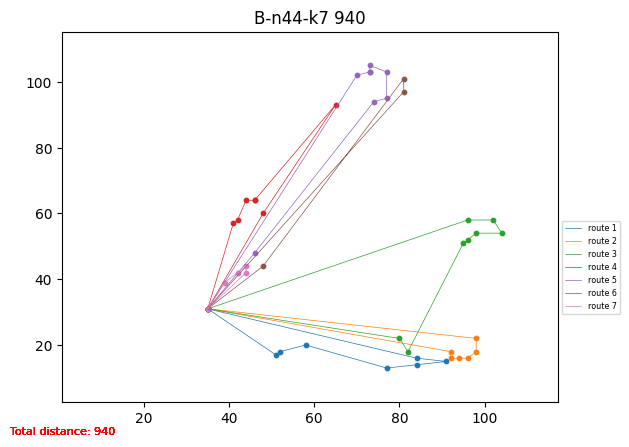 B-n44-k7 940
100
80
60
40
20
20
40
60
80
100
route 1
route 2
route 3
route 4
route 5
route 6
route 7
Total distance: 940